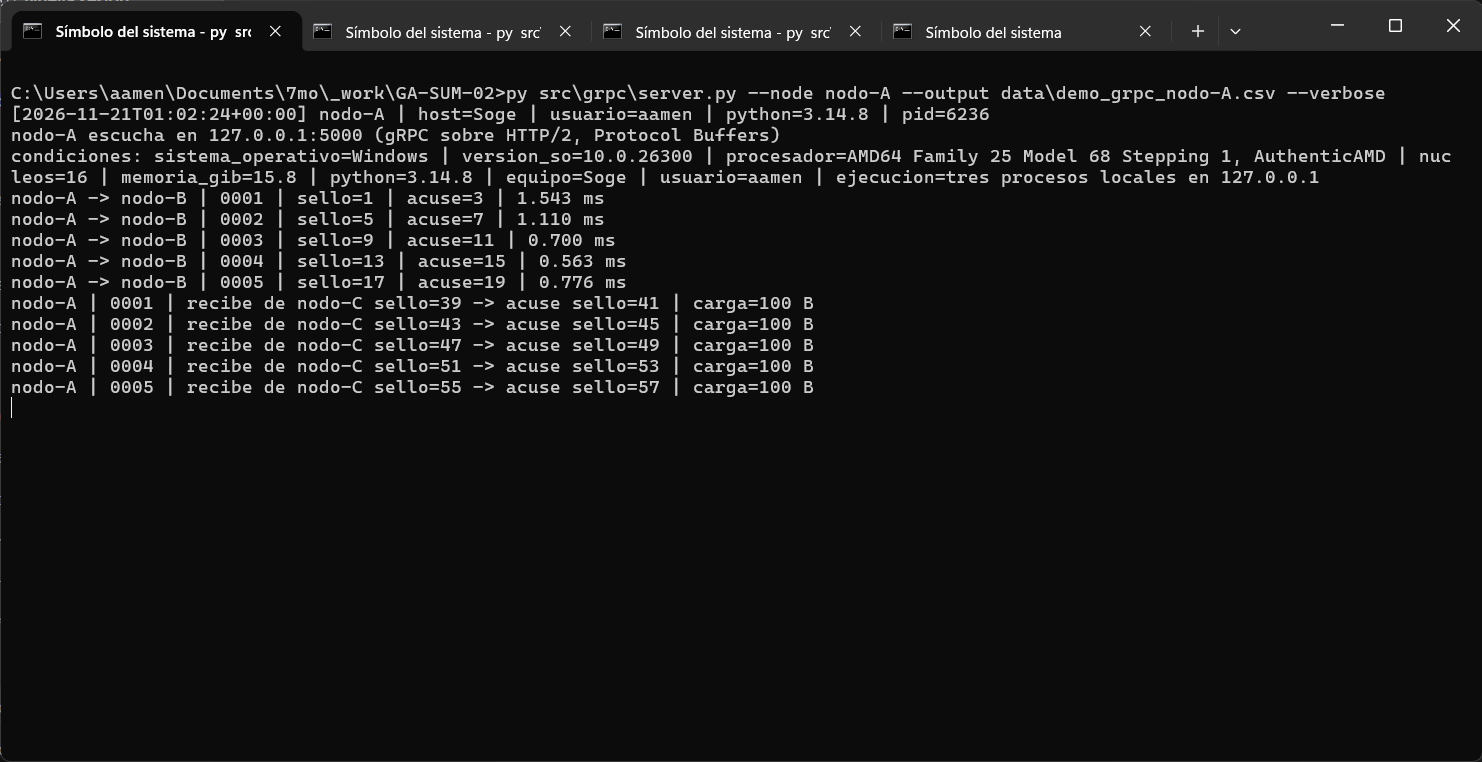 Símbolo del sistema - py src
Símbolo del sistema - py src\
Símbolo del sistema - py src\
Símbolo del sistema
C:\Users\aamen\Documents\7mo\_work\GA-SUM-02>py src\grpc\server.py --node nodo-A --output data\demo_grpc_nodo-A.csv --verbose
[2026-11-21T01:02:24+00:00] nodo-A | host=Soge | usuario=aamen | python=3.14.8 | pid=6236
nodo-A escucha en 127.0.0.1:5000 (gRPC sobre HTTP/2, Protocol Buffers)
condiciones: sistema_operativo=Windows | version_so=10.0.26300 | procesador=AMD64 Family 25 Model 68 Stepping 1, AuthenticAMD | nuc
leos=16 | memoria_gib=15.8 | python=3.14.8 | equipo=Soge | usuario=aamen | ejecucion=tres procesos locales en 127.0.0.1
nodo-A -> nodo-B | 0001 | sello=1 | acuse=3 | 1.543 ms
nodo-A -> nodo-B | 0002 | sello=5 | acuse=7 | 1.110 ms
nodo-A -> nodo-B | 0003 | sello=9 | acuse=11 | 0.700 ms
nodo-A -> nodo-B | 0004 | sello=13 | acuse=15 | 0.563 ms
nodo-A -> nodo-B | 0005 | sello=17 | acuse=19 | 0.776 ms
nodo-A | 0001 | recibe de nodo-C sello=39 -> acuse sello=41 | carga=100 B
nodo-A | 0002 | recibe de nodo-C sello=43 -> acuse sello=45 | carga=100 B
nodo-A | 0003 | recibe de nodo-C sello=47 -> acuse sello=49 | carga=100 B
nodo-A | 0004 | recibe de nodo-C sello=51 -> acuse sello=53 | carga=100 B
nodo-A | 0005 | recibe de nodo-C sello=55 -> acuse sello=57 | carga=100 B